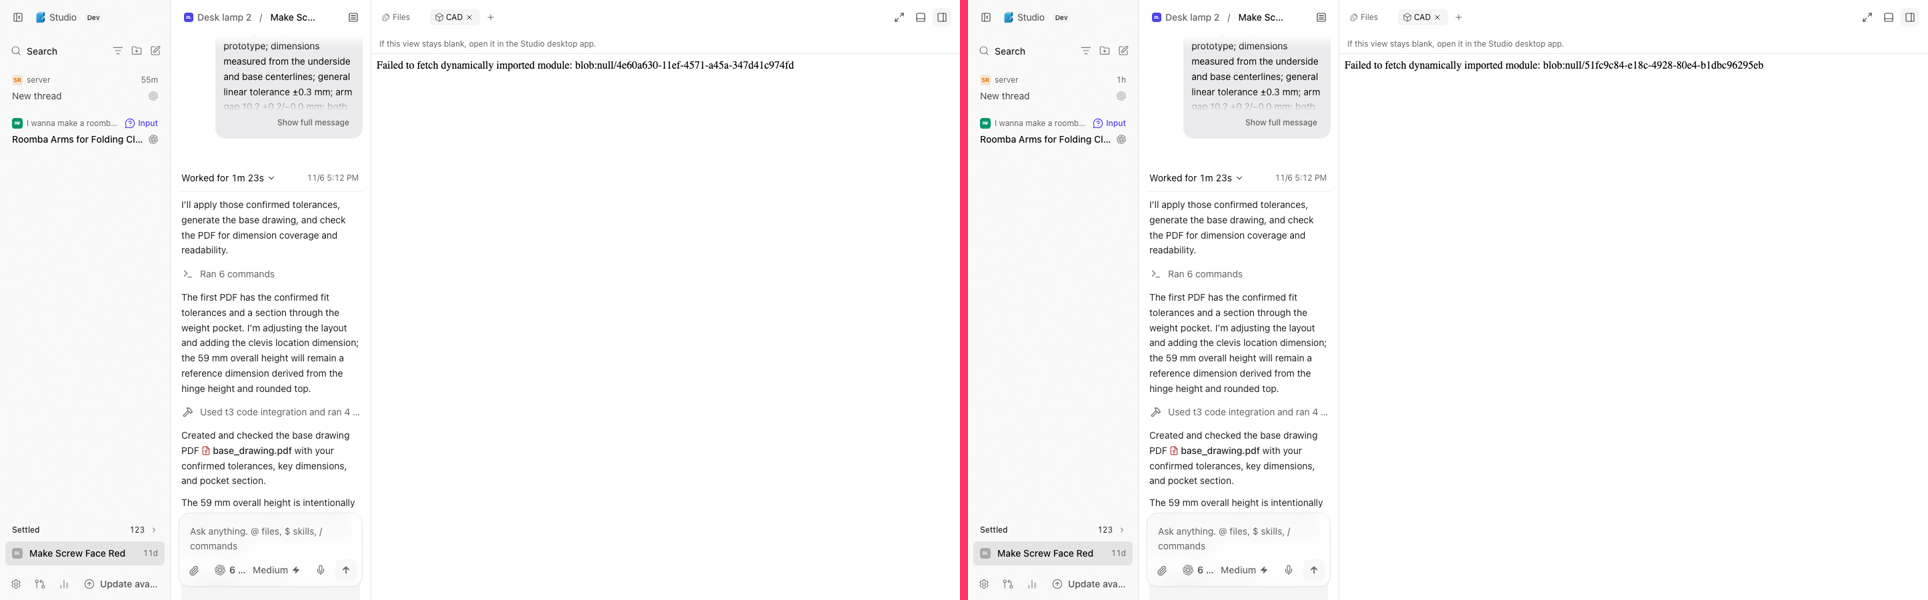 Studio Dev
Search
server 55m
New thread
I wanna make a roomb... Input
Roomba Arms for Folding Cl...
Settled 123
Make Screw Face Red 11d
Update ava...
Desk lamp 2 / Make Sc...
prototype; dimensions
measured from the underside
and base centerlines; general
linear tolerance ±0.3 mm; arm
gap 10.2 +0.2/−0.0 mm; both
Show full message
Worked for 1m 23s 11/6 5:12 PM
I'll apply those confirmed tolerances,
generate the base drawing, and check
the PDF for dimension coverage and
readability.
Ran 6 commands
The first PDF has the confirmed fit
tolerances and a section through the
weight pocket. I'm adjusting the layout
and adding the clevis location dimension;
the 59 mm overall height will remain a
reference dimension derived from the
hinge height and rounded top.
Used t3 code integration and ran 4 ...
Created and checked the base drawing
PDF base_drawing.pdf with your
confirmed tolerances, key dimensions,
and pocket section.
The 59 mm overall height is intentionally
Ask anything. @ files, $ skills, /
commands
6 ... Medium
Files CAD
If this view stays blank, open it in the Studio desktop app.
Failed to fetch dynamically imported module: blob:null/4e60a630-11ef-4571-a45a-347d41c974fd
Studio Dev
Search
server 1h
New thread
I wanna make a roomb... Input
Roomba Arms for Folding Cl...
Settled 123
Make Screw Face Red 11d
Update ava...
Desk lamp 2 / Make Sc...
prototype; dimensions
measured from the underside
and base centerlines; general
linear tolerance ±0.3 mm; arm
gap 10.2 +0.2/−0.0 mm; both
Show full message
Worked for 1m 23s 11/6 5:12 PM
I'll apply those confirmed tolerances,
generate the base drawing, and check
the PDF for dimension coverage and
readability.
Ran 6 commands
The first PDF has the confirmed fit
tolerances and a section through the
weight pocket. I'm adjusting the layout
and adding the clevis location dimension;
the 59 mm overall height will remain a
reference dimension derived from the
hinge height and rounded top.
Used t3 code integration and ran 4 ...
Created and checked the base drawing
PDF base_drawing.pdf with your
confirmed tolerances, key dimensions,
and pocket section.
The 59 mm overall height is intentionally
Ask anything. @ files, $ skills, /
commands
6 ... Medium
Files CAD
If this view stays blank, open it in the Studio desktop app.
Failed to fetch dynamically imported module: blob:null/51fc9c84-e18c-4928-80e4-b1dbc96295eb